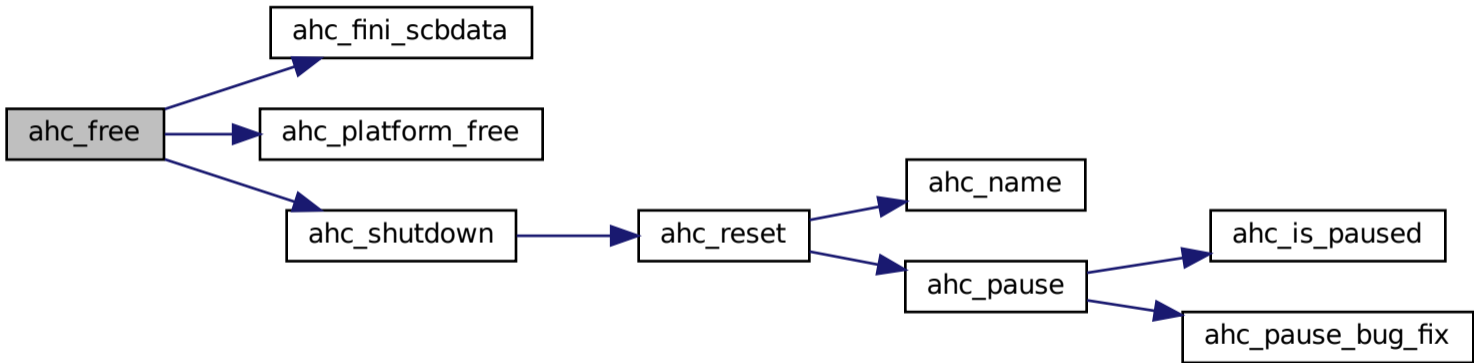 ahc_fini_scbdata
ahc_free
ahc_platform_free
ahc_shutdown
ahc_reset
ahc_name
ahc_pause
ahc_is_paused
ahc_pause_bug_fix